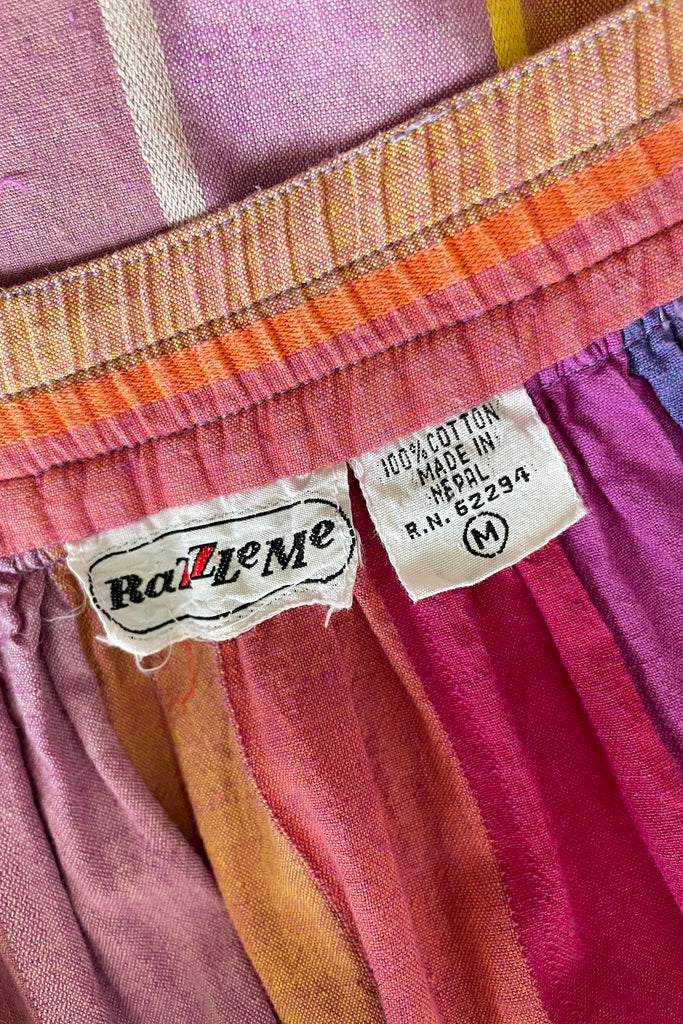 RaZZLeMe
100% COTTON
MADE IN
NEPAL
R.N. 62294
M